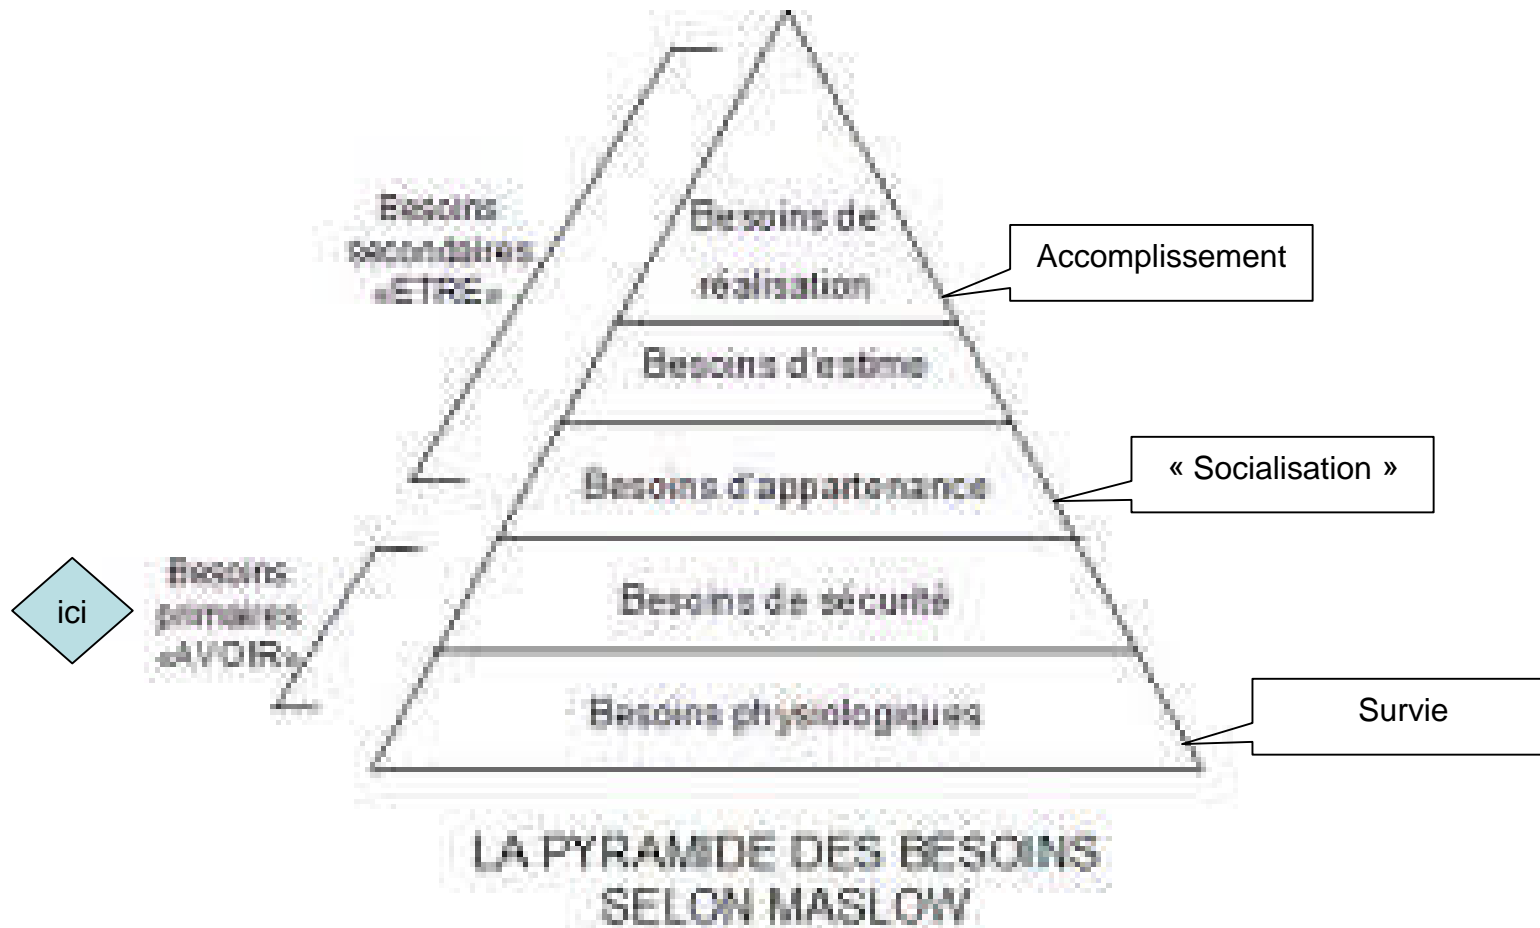 Besoins de
réalisation
Accomplissement
Besoins
secondaires
«ETRE»
Besoins d'estime
Besoins d'appartenance
« Socialisation »
Besoins de sécurité
ici
Besoins
primaires
«AVOIR»
Besoins physiologiques
Survie
LA PYRAMIDE DES BESOINS
SELON MASLOW